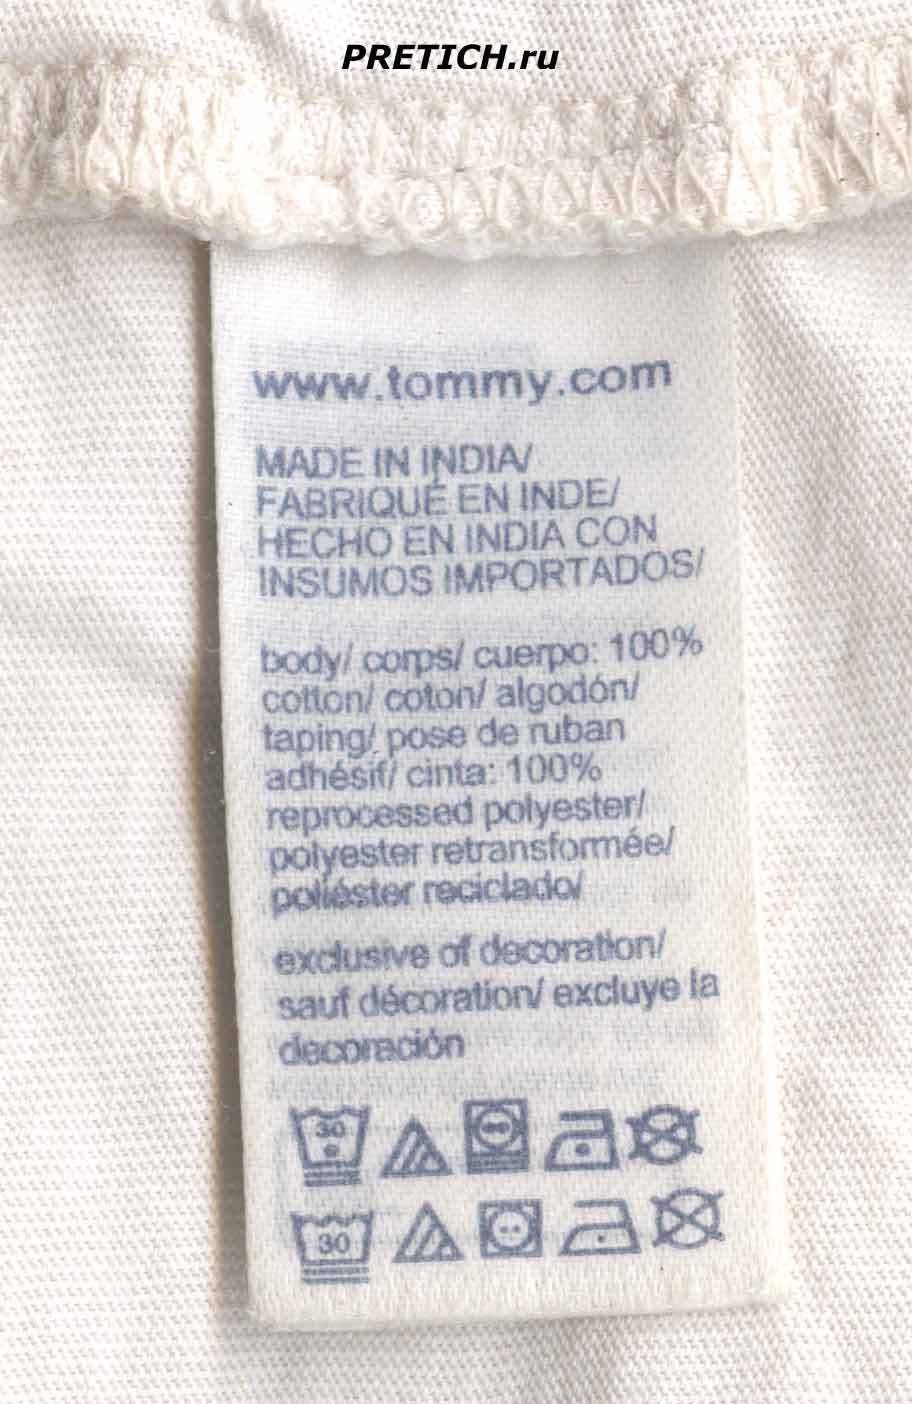 PRETICH.ru
www.tommy.com
MADE IN INDIA/
FABRIQUÉ EN INDE/
HECHO EN INDIA CON
INSUMOS IMPORTADOS/
body/ corps/ cuerpo: 100%
cotton/ coton/ algodón/
taping/ pose de ruban
adhésif/ cinta: 100%
reprocessed polyester/
polyester retransformée/
poliéster reciclado/
exclusive of decoration/
sauf décoration/ excluye la
decoración
30
30